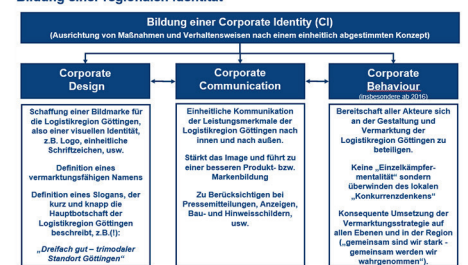 Bildung einer regionalen Identität
Bildung einer Corporate Identity (CI)
(Ausrichtung von Maßnahmen und Verhaltensweisen nach einem einheitlich abgestimmten Konzept)
Corporate
Design
Schaffung einer Bildmarke für
die Logistikregion Göttingen,
also einer visuellen Identität,
z.B. Logo, einheitliche
Schriftzeichen, usw.
Definition eines
vermarktungsfähigen Namens
Definition eines Slogans, der
kurz und knapp die
Hauptbotschaft der
Logistikregion Göttingen
beschreibt, z.B.(!):
„Dreifach gut – trimodaler
Standort Göttingen“
Corporate
Communication
Einheitliche Kommunikation
der Leistungsmerkmale der
Logistikregion Göttingen nach
innen und nach außen.
Stärkt das Image und führt zu
einer besseren Produkt- bzw.
Markenbildung
Zu Berücksichtigen bei
Pressemitteilungen, Anzeigen,
Bau- und Hinweisschildern,
usw.
Corporate
Behaviour
(insbesondere ab 2016)
Bereitschaft aller Akteure sich
an der Gestaltung und
Vermarktung der
Logistikregion Göttingen zu
beteiligen.
Keine „Einzelkämpfer-
mentalität“ sondern
überwinden des lokalen
„Konkurrenzdenkens“
Konsequente Umsetzung der
Vermarktungsstrategie auf
allen Ebenen und in der Region
(„gemeinsam sind wir stark -
gemeinsam werden wir
wahrgenommen“).